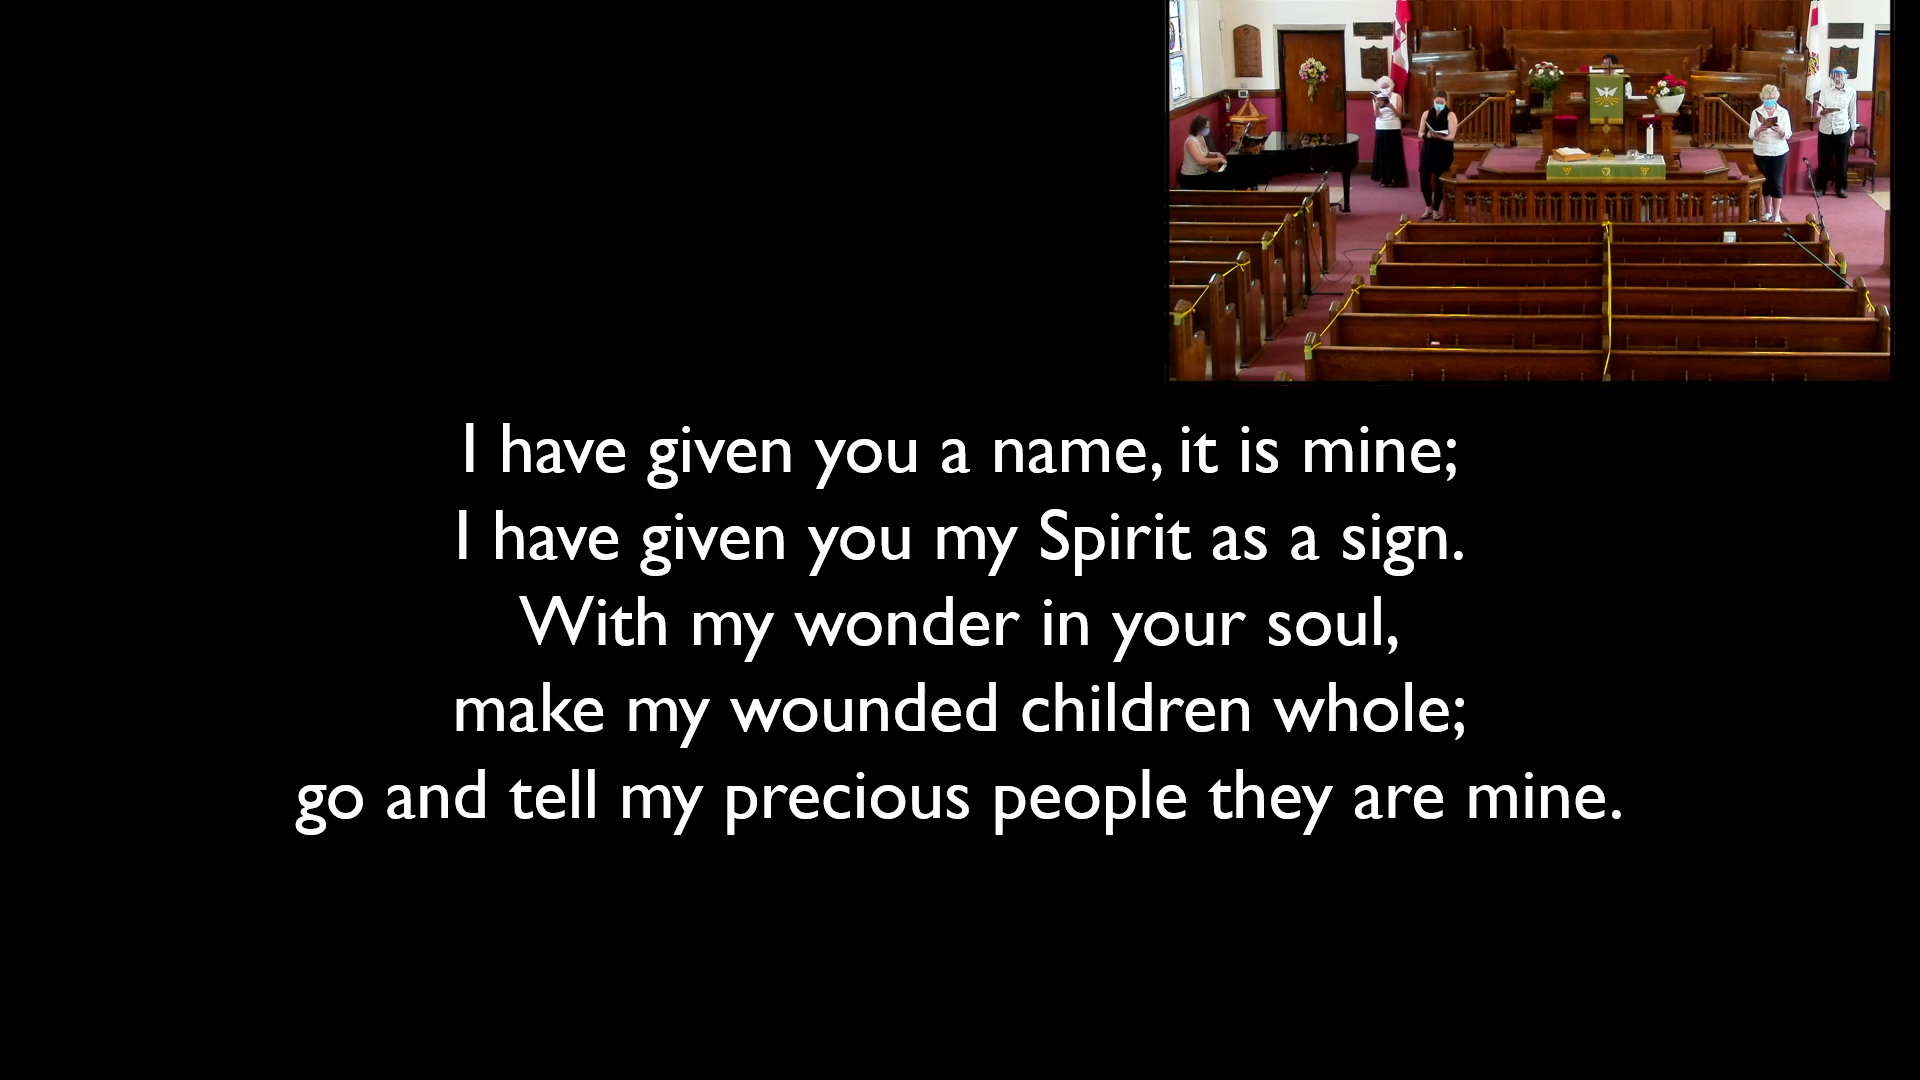 I have given you a name, it is mine;
I have given you my Spirit as a sign.
With my wonder in your soul,
make my wounded children whole;
go and tell my precious people they are mine.